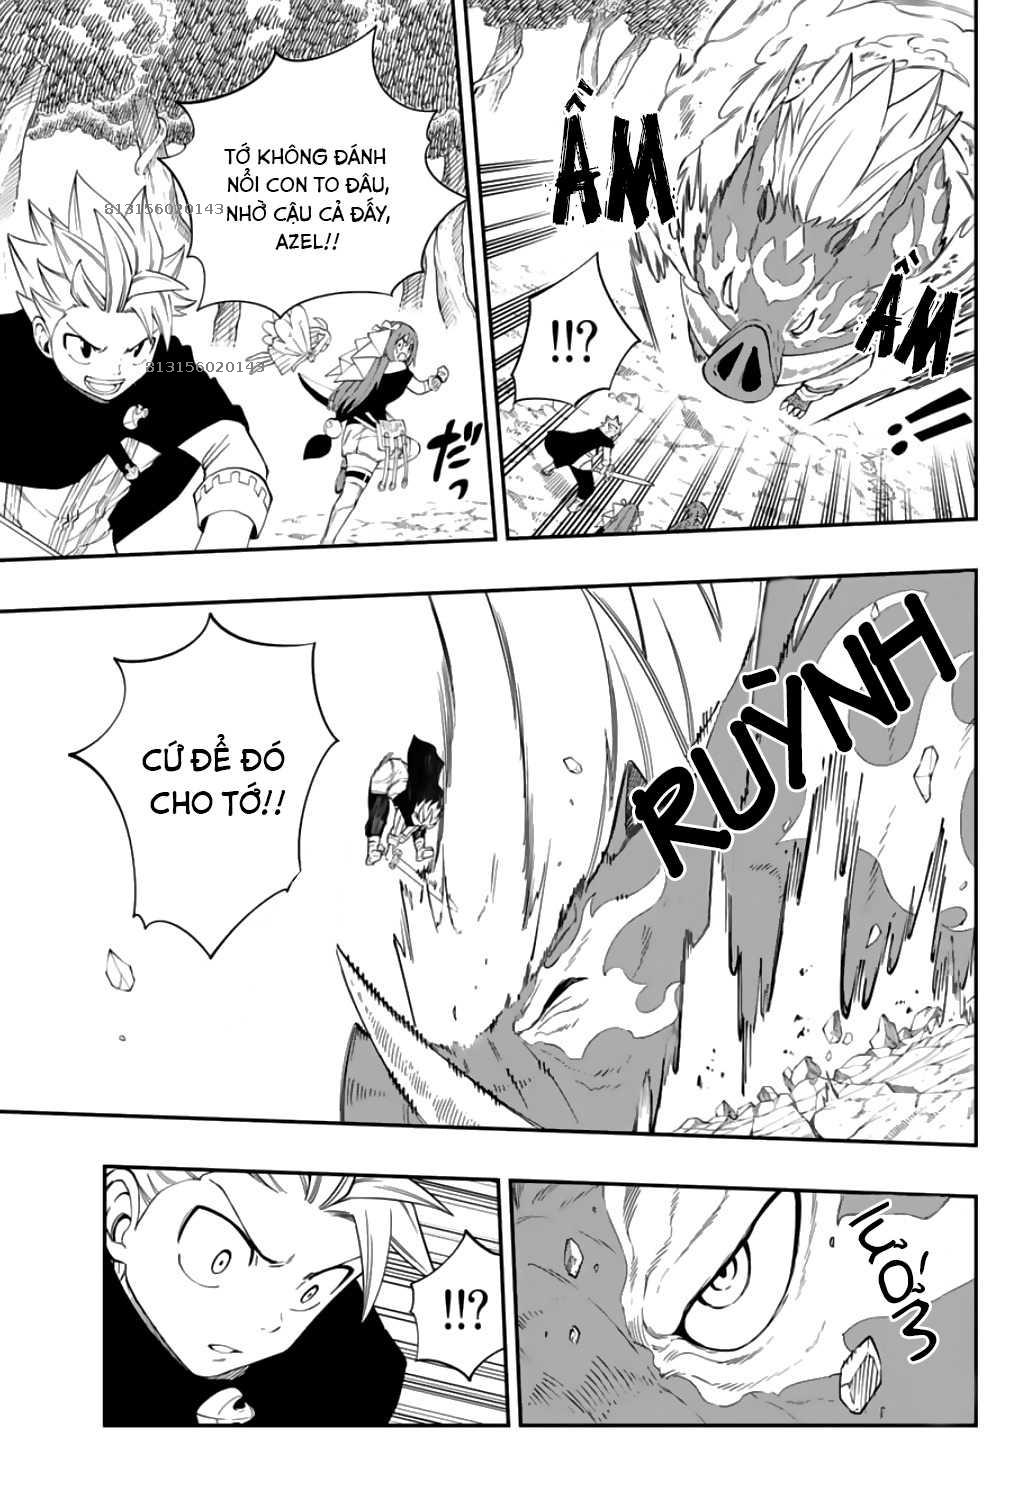 ẦM
ẦM
!!?
!!
TỚ KHÔNG ĐÁNH
NỔI CON TO ĐÂU,
NHỜ CẬU CẢ ĐẤY,
AZEL!!
813156020143
813156020143
だっ
RUỲNH
CỨ ĐỂ ĐÓ
CHO TỚ!!
LƯỜM
!!?